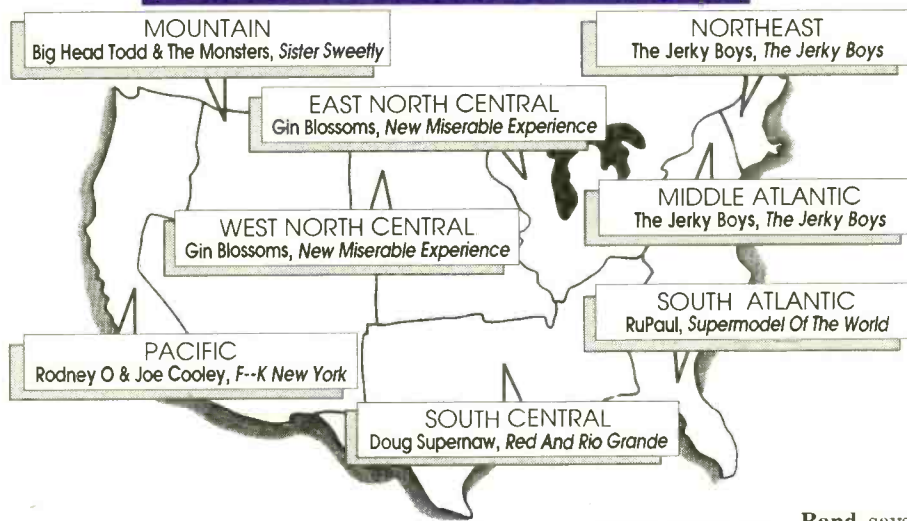 MOUNTAIN
Big Head Todd & The Monsters, Sister Sweetly
NORTHEAST
The Jerky Boys, The Jerky Boys
EAST NORTH CENTRAL
Gin Blossoms, New Miserable Experience
MIDDLE ATLANTIC
The Jerky Boys, The Jerky Boys
WEST NORTH CENTRAL
Gin Blossoms, New Miserable Experience
SOUTH ATLANTIC
RuPaul, Supermodel Of The World
PACIFIC
Rodney O & Joe Cooley, F--K New York
SOUTH CENTRAL
Doug Supernaw, Red And Rio Grande
Band says